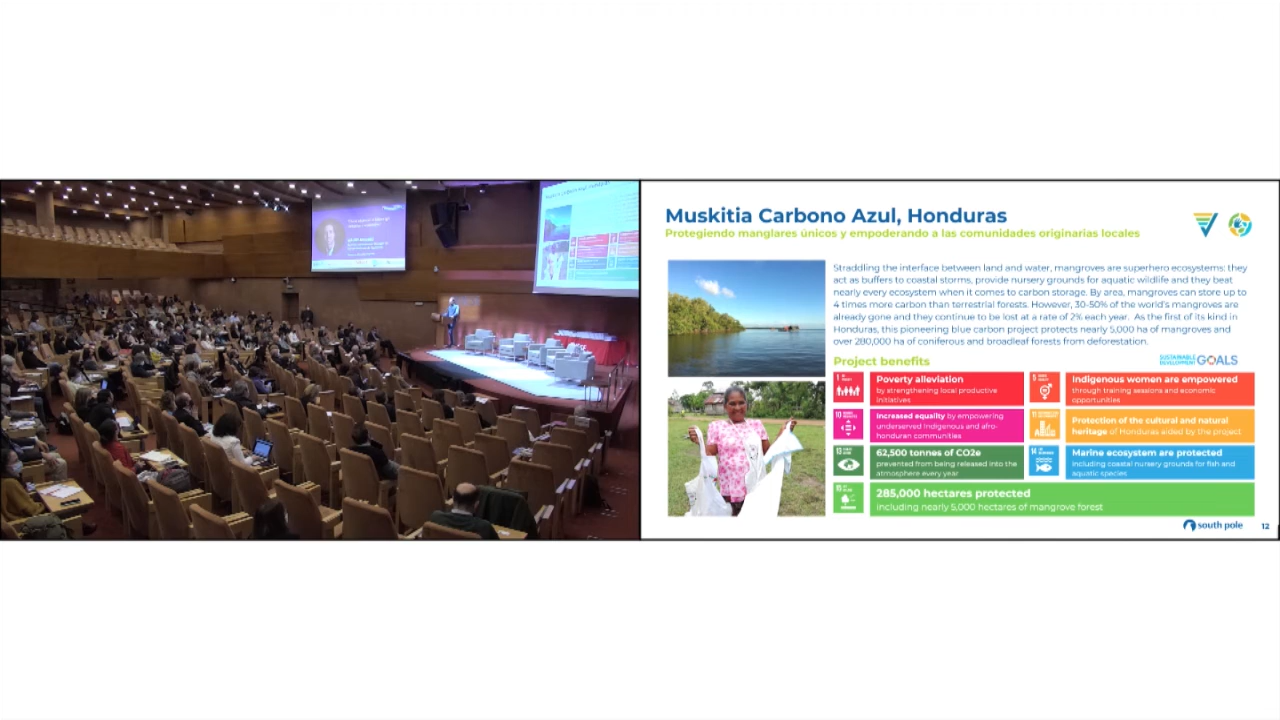 Muskitia Carbono Azul, Honduras
Protegiendo manglares únicos y empoderando a las comunidades originarias locales
Straddling the interface between land and water, mangroves are superhero ecosystems: they
act as buffers to coastal storms, provide nursery grounds for aquatic wildlife and they beat
nearly every ecosystem when it comes to carbon storage. By area, mangroves can store up to
4 times more carbon than terrestrial forests. However, 30-50% of the world's mangroves are
already gone and they continue to be lost at a rate of 2% each year. As the first of its kind in
Honduras, this pioneering blue carbon project protects nearly 5,000 ha of mangroves and
over 280,000 ha of coniferous and broadleaf forests from deforestation.
Project benefits
SUSTAINABLE
DEVELOPMENT
GOALS
1
Poverty alleviation
by strengthening local productive
initiatives
5
Indigenous women are empowered
through training sessions and economic
opportunities
10
Increased equality by empowering
underserved Indigenous and afro-
honduran communities
11
Protection of the cultural and natural
heritage of Honduras aided by the project
13
62,500 tonnes of CO2e
prevented from being released into the
atmosphere every year
14
Marine ecosystem are protected
including coastal nursery grounds for fish and
aquatic species
15
285,000 hectares protected
including nearly 5,000 hectares of mangrove forest
south pole
12